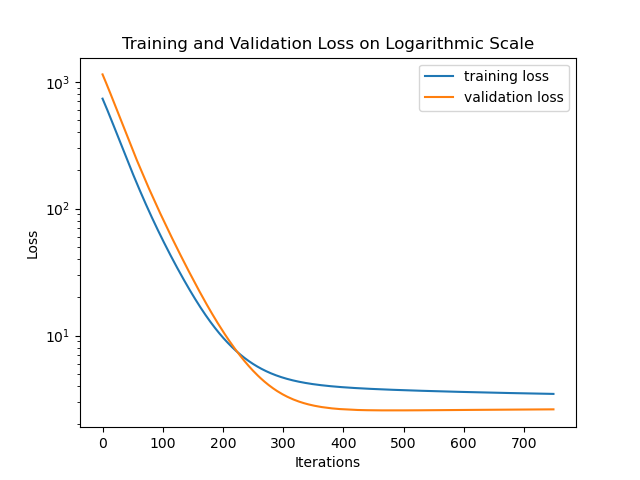 Training and Validation Loss on Logarithmic Scale
training loss
validation loss
10³
10²
10¹
Loss
0 100 200 300 400 500 600 700
Iterations